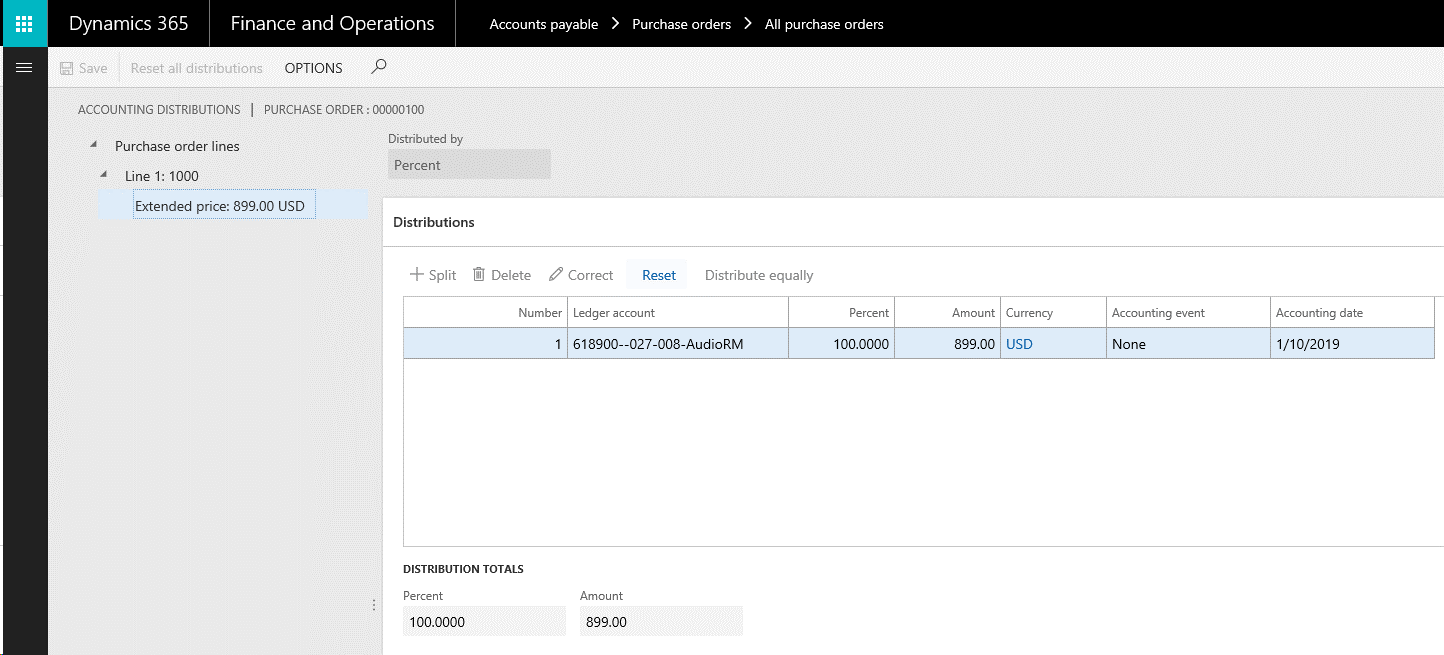 Dynamics 365 Finance and Operations Accounts payable > Purchase orders > All purchase orders
Save Reset all distributions OPTIONS
ACCOUNTING DISTRIBUTIONS | PURCHASE ORDER : 00000100
Purchase order lines
Line 1: 1000
Extended price: 899.00 USD
Distributed by
Percent
Distributions
Split Delete Correct Reset Distribute equally
Number Ledger account Percent Amount Currency Accounting event Accounting date
1 618900--027-008-AudioRM 100.0000 899.00 USD None 1/10/2019
DISTRIBUTION TOTALS
Percent Amount
100.0000 899.00